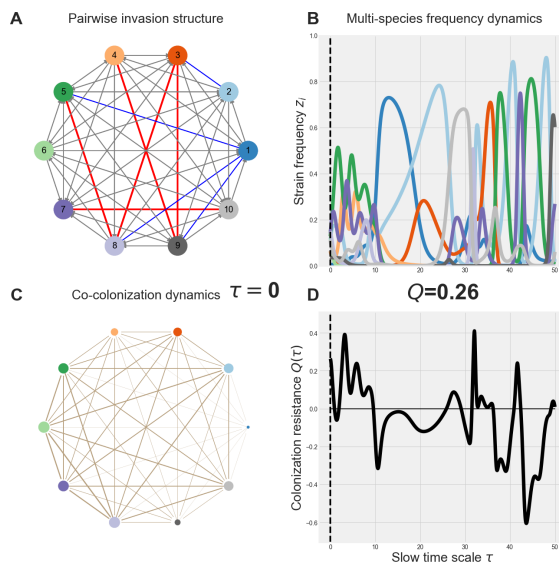 A
Pairwise invasion structure
4
3
5
2
6
1
7
10
8
9
B
Multi-species frequency dynamics
Strain frequency z_i
1.0
0.8
0.6
0.4
0.2
0.0
0
10
20
30
40
50
C
Co-colonization dynamics
τ = 0
Q=0.26
D
Colonization resistance Q(τ)
0.4
0.2
0.0
−0.2
−0.4
−0.6
0
10
20
30
40
50
Slow time scale τ